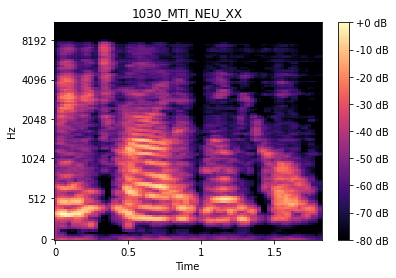 1030_MTI_NEU_XX
+0 dB
8192
-10 dB
4096
-20 dB
-30 dB
2048
Hz
-40 dB
1024
-50 dB
512
-60 dB
-70 dB
0
-80 dB
0
0.5
1
1.5
Time